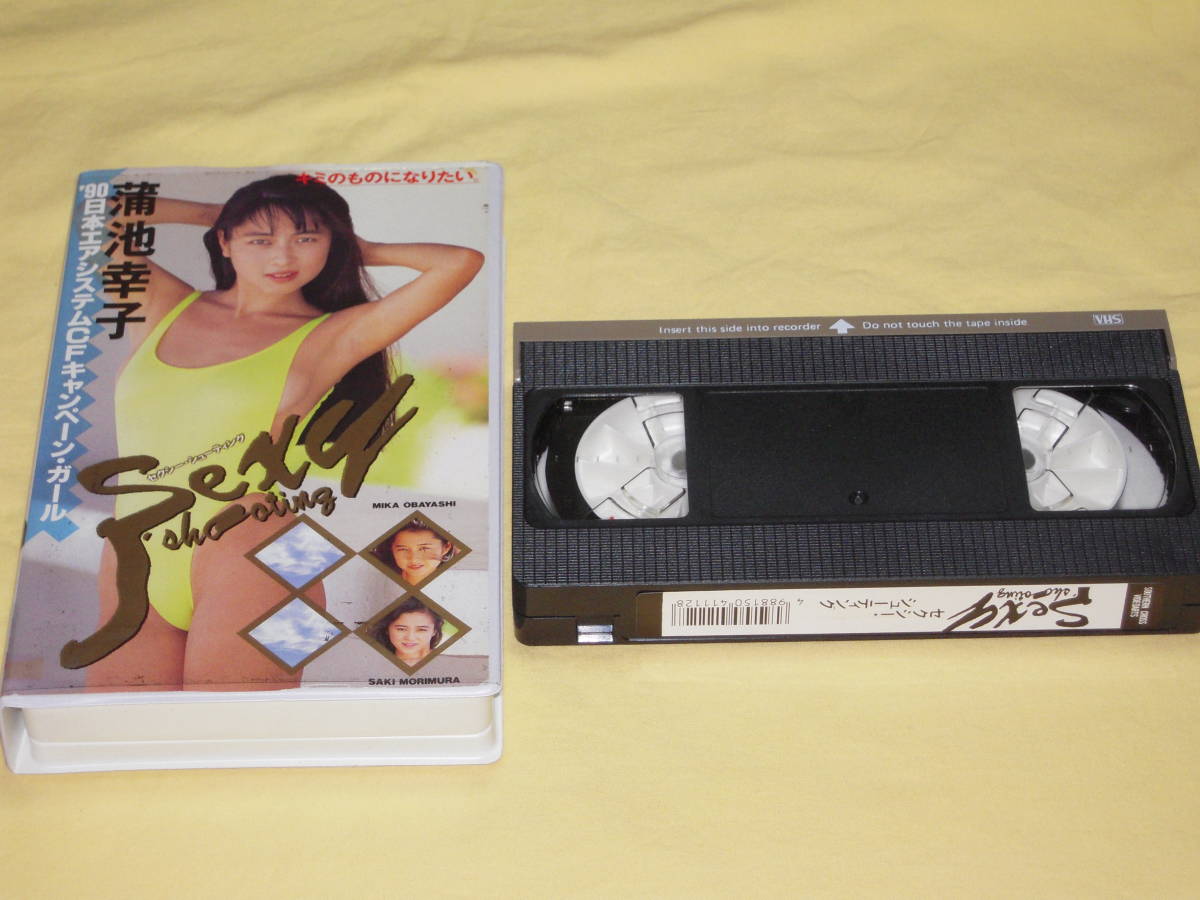 キミのものになりたい。
蒲池幸子
'90日本エアシステムCFキャンペーン・ガール
セクシー・シューティング
Sexy
shooting
MIKA OBAYASHI
SAKI MORIMURA
Insert this side into recorder
Do not touch the tape inside
VHS
SOUTHERN CROSS
Sexy
shooting
セクシー・
シューティング
4 988150 411128